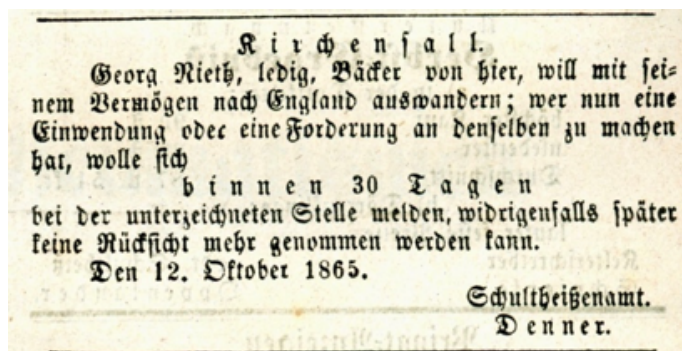 Kirchensall.
Georg Nietz, ledig, Bäcker von hier, will mit sei-
nem Vermögen nach England auswandern; wer nun eine
Einwendung odec eine Forderung an denselben zu machen
hat, wolle sich
binnen 30 Tagen
bei der unterzeichneten Stelle melden, widrigenfalls später
keine Rücksicht mehr genommen werden kann.
Den 12. Oktober 1865.
Schultheißenamt.
Denner.